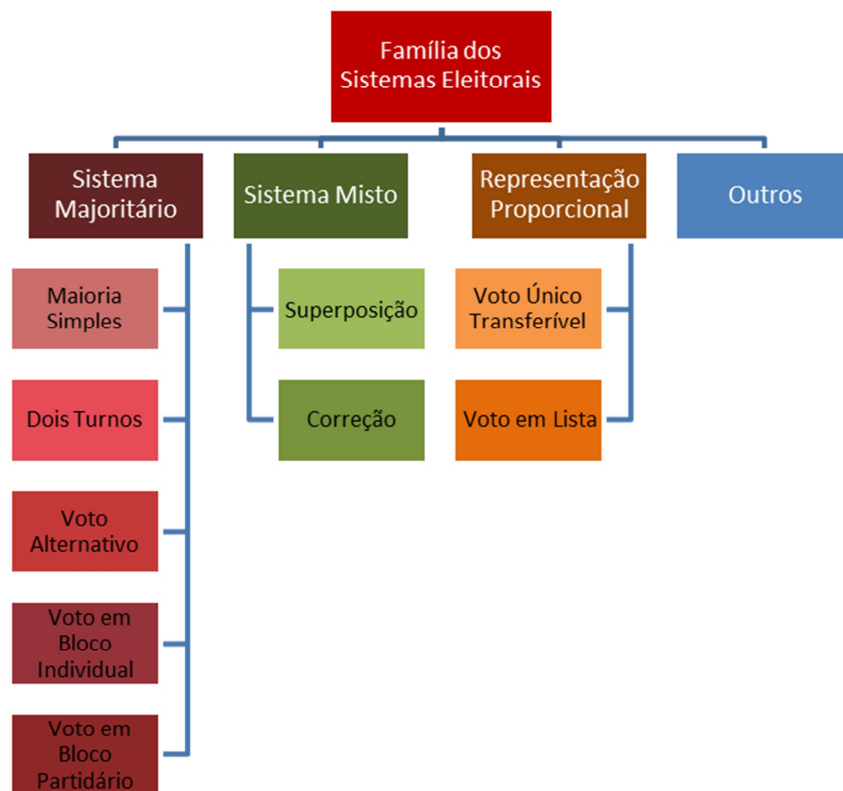 Família dos
Sistemas Eleitorais
Sistema
Majoritário
Sistema Misto
Representação
Proporcional
Outros
Maioria
Simples
Superposição
Voto Único
Transferível
Dois Turnos
Correção
Voto em Lista
Voto
Alternativo
Voto em
Bloco
Individual
Voto em
Bloco
Partidário